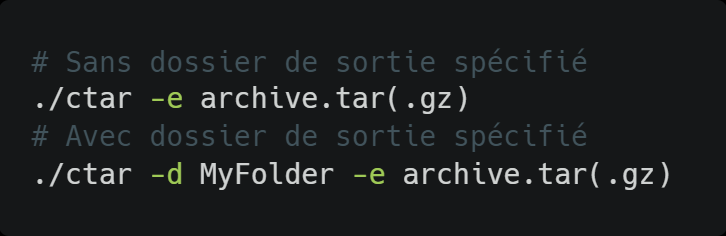 # Sans dossier de sortie spécifié
./ctar -e archive.tar(.gz)
# Avec dossier de sortie spécifié
./ctar -d MyFolder -e archive.tar(.gz)